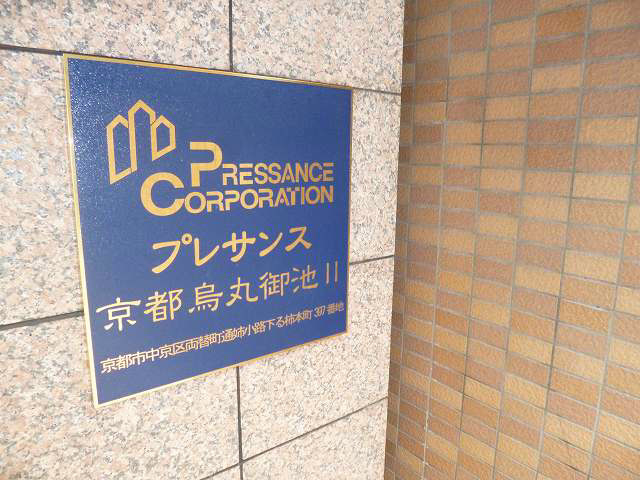 PRESSANCE
CORPORATION
プレサンス
京都烏丸御池II
京都市中京区両替町通姉小路下る柿本町397番地